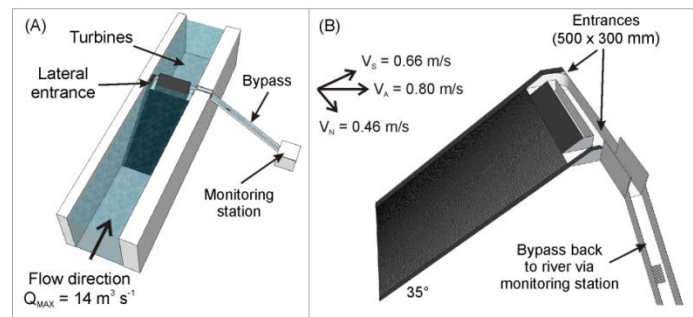 (A)
Turbines
Lateral
entrance
Bypass
Monitoring
station
Flow direction
Q_MAX = 14 m³ s⁻¹
(B)
Entrances
(500 x 300 mm)
V_S = 0.66 m/s
V_A = 0.80 m/s
V_N = 0.46 m/s
Bypass back
to river via
monitoring station
35°